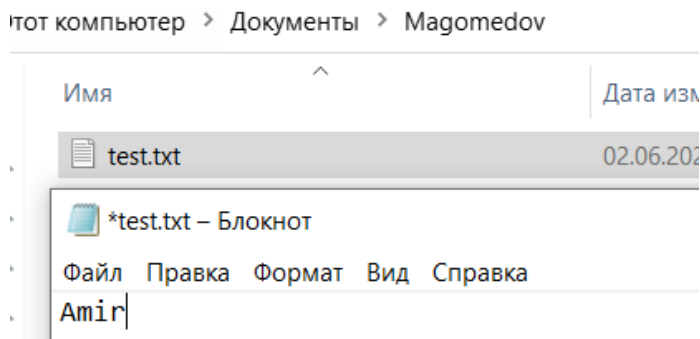 Этот компьютер > Документы > Magomedov
Имя
Дата изм
test.txt
02.06.202
*test.txt – Блокнот
Файл Правка Формат Вид Справка
Amir